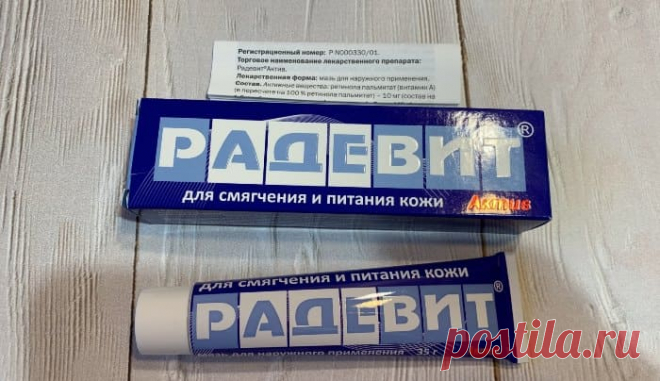 Регистрационный номер: Р N000330/01.
Торговое наименование лекарственного препарата:
Радевит®Актив.
Лекарственная форма: мазь для наружного применения.
Состав. Активные вещества: ретинола пальмитат (витамин А)
(в пересчете на 100 % ретинола пальмитат) – 10 мг (состав на
РАДЕВИТ®
для смягчения и питания кожи Актив
для смягчения и питания кожи
РАДЕВИТ®
мазь для наружного применения 35 г
postila.ru